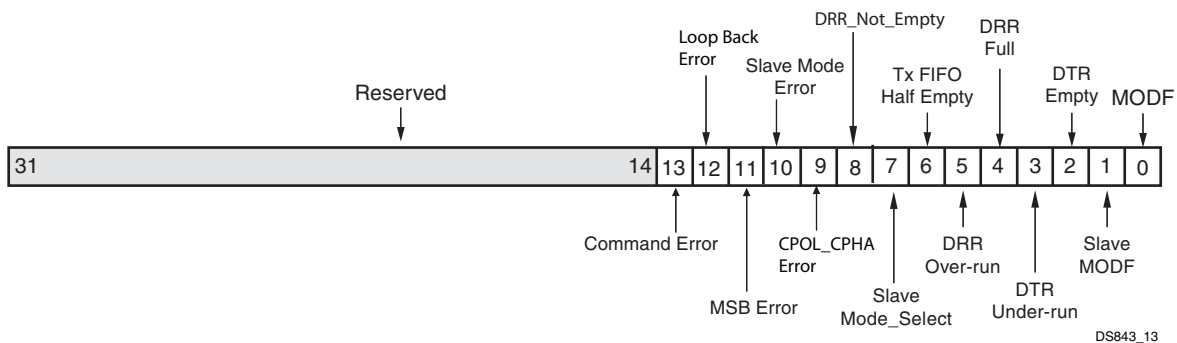 DRR_Not_Empty
Loop Back
Error
DRR
Full
Slave Mode
Error
Tx FIFO
Half Empty
DTR
Empty
MODF
Reserved
31 14 13 12 11 10 9 8 7 6 5 4 3 2 1 0
Command Error
CPOL_CPHA
Error
DRR
Over-run
Slave
MODF
MSB Error
Slave
Mode_Select
DTR
Under-run
DS843_13